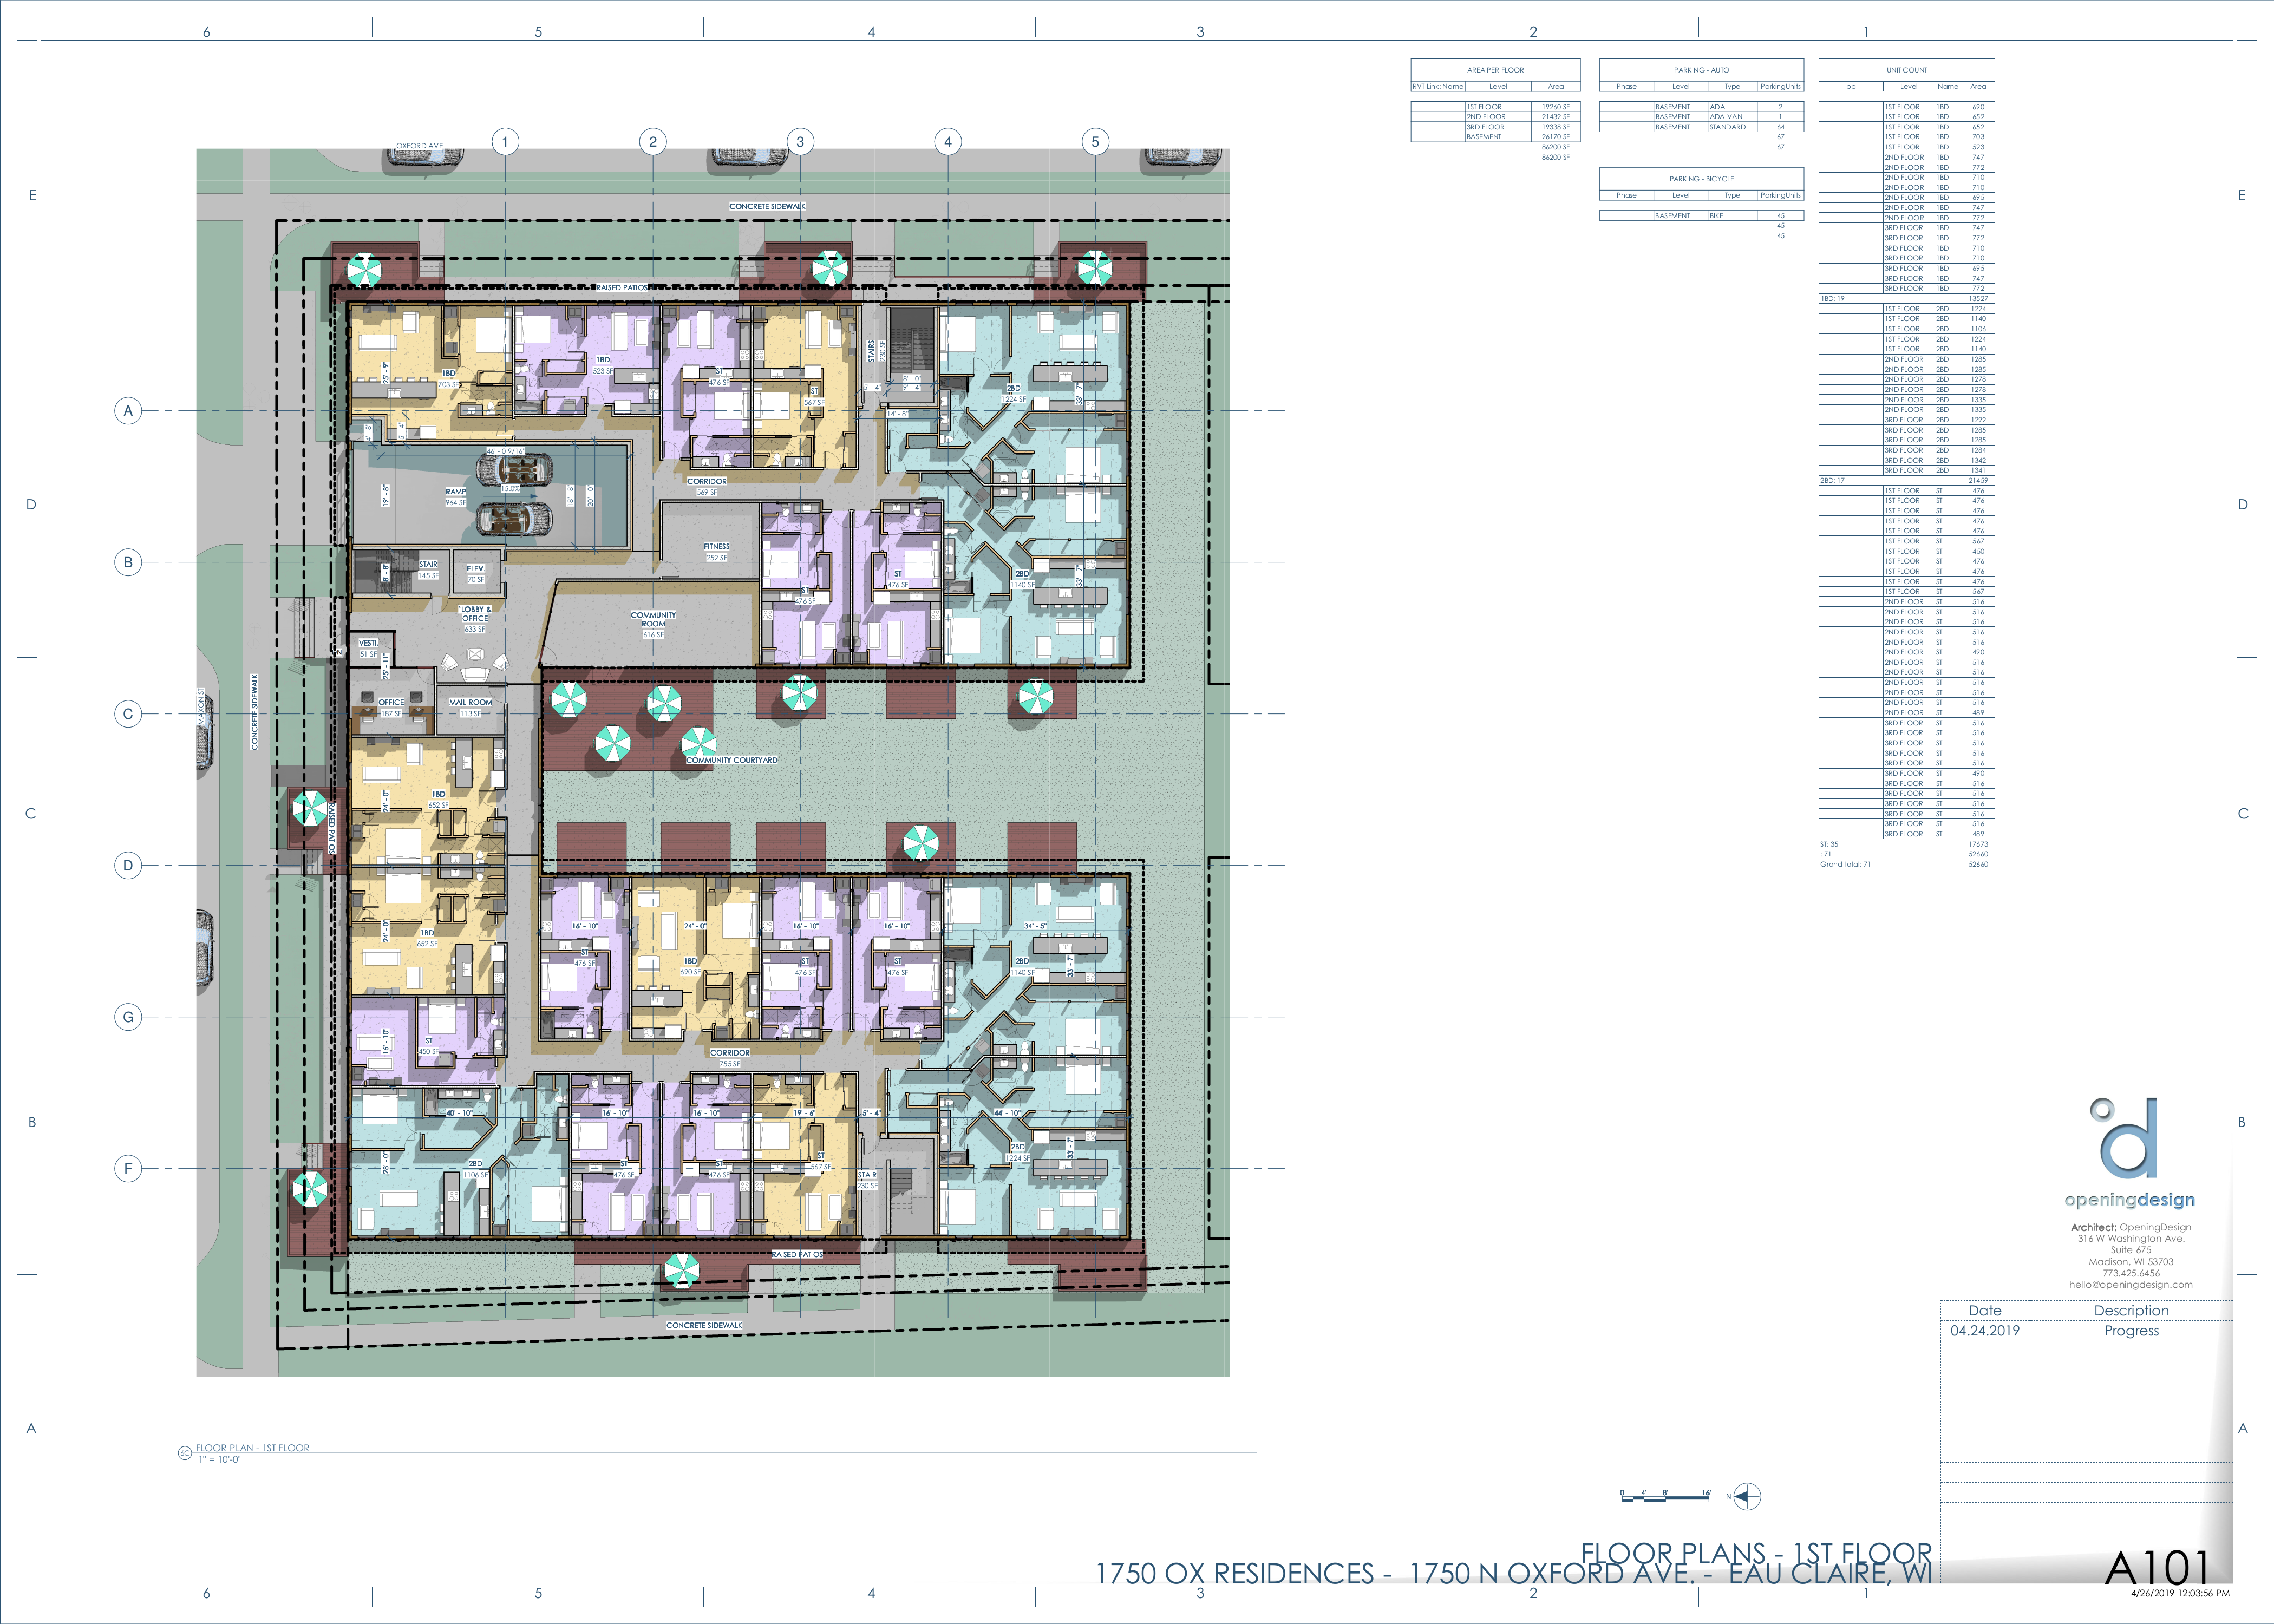 6 5 4 3 2 1
AREA PER FLOOR
RVT Link: Name Level Area
1ST FLOOR 19260 SF
2ND FLOOR 21432 SF
3RD FLOOR 19338 SF
BASEMENT 26170 SF
86200 SF
86200 SF
PARKING - AUTO
Phase Level Type ParkingUnits
BASEMENT ADA 2
BASEMENT ADA-VAN 1
BASEMENT STANDARD 64
67
67
PARKING - BICYCLE
Phase Level Type ParkingUnits
BASEMENT BIKE 45
45
45
UNIT COUNT
bb Level Name Area
1ST FLOOR 1BD 690
1ST FLOOR 1BD 652
1ST FLOOR 1BD 652
1ST FLOOR 1BD 703
1ST FLOOR 1BD 523
2ND FLOOR 1BD 747
2ND FLOOR 1BD 772
2ND FLOOR 1BD 710
2ND FLOOR 1BD 710
2ND FLOOR 1BD 695
2ND FLOOR 1BD 747
2ND FLOOR 1BD 772
3RD FLOOR 1BD 747
3RD FLOOR 1BD 772
3RD FLOOR 1BD 710
3RD FLOOR 1BD 710
3RD FLOOR 1BD 695
3RD FLOOR 1BD 747
3RD FLOOR 1BD 772
1BD: 19 13527
1ST FLOOR 2BD 1224
1ST FLOOR 2BD 1140
1ST FLOOR 2BD 1106
1ST FLOOR 2BD 1224
1ST FLOOR 2BD 1140
2ND FLOOR 2BD 1285
2ND FLOOR 2BD 1285
2ND FLOOR 2BD 1278
2ND FLOOR 2BD 1278
2ND FLOOR 2BD 1335
2ND FLOOR 2BD 1335
3RD FLOOR 2BD 1292
3RD FLOOR 2BD 1285
3RD FLOOR 2BD 1285
3RD FLOOR 2BD 1284
3RD FLOOR 2BD 1342
3RD FLOOR 2BD 1341
2BD: 17 21459
1ST FLOOR ST 476
1ST FLOOR ST 476
1ST FLOOR ST 476
1ST FLOOR ST 476
1ST FLOOR ST 476
1ST FLOOR ST 567
1ST FLOOR ST 450
1ST FLOOR ST 476
1ST FLOOR ST 476
1ST FLOOR ST 476
1ST FLOOR ST 567
2ND FLOOR ST 516
2ND FLOOR ST 516
2ND FLOOR ST 516
2ND FLOOR ST 516
2ND FLOOR ST 516
2ND FLOOR ST 490
2ND FLOOR ST 516
2ND FLOOR ST 516
2ND FLOOR ST 516
2ND FLOOR ST 516
2ND FLOOR ST 516
2ND FLOOR ST 489
3RD FLOOR ST 516
3RD FLOOR ST 516
3RD FLOOR ST 516
3RD FLOOR ST 516
3RD FLOOR ST 516
3RD FLOOR ST 490
3RD FLOOR ST 516
3RD FLOOR ST 516
3RD FLOOR ST 516
3RD FLOOR ST 516
3RD FLOOR ST 516
3RD FLOOR ST 489
ST: 35 17673
: 71 52660
Grand total: 71 52660
OXFORD AVE
1 2 3 4 5
E E
CONCRETE SIDEWALK
RAISED PATIOS
STAIRS
230 SF
1BD
523 SF
25' - 9"
1BD
703 SF
ST
476 SF
8' - 0"
5' - 4" 9' - 4"
2BD
1224 SF
33' - 7"
ST
567 SF
A
14' - 8"
4' - 8"
5' - 4"
46' - 0 9/16"
CORRIDOR
569 SF
RAMP
964 SF
15.0%
19' - 8"
18' - 8"
20' - 0"
D D
FITNESS
252 SF
B
STAIR
145 SF
8' - 8"
ELEV.
70 SF
ST
476 SF
2BD
1140 SF
33' - 7"
ST
476 SF
LOBBY &
OFFICE
633 SF
COMMUNITY
ROOM
616 SF
VEST.
51 SF
25' - 11"
MAXON ST
CONCRETE SIDEWALK
C
OFFICE
187 SF
MAIL ROOM
113 SF
COMMUNITY COURTYARD
1BD
652 SF
24' - 0"
C C
RAISED PATIOS
D
1BD
652 SF
24' - 0"
16' - 10" 24' - 0" 16' - 10" 16' - 10" 34' - 5"
ST
476 SF
1BD
690 SF
ST
476 SF
ST
476 SF
2BD
1140 SF
33' - 7"
G
ST
450 SF
16' - 10"
CORRIDOR
755 SF
40' - 10" 16' - 10" 16' - 10" 19' - 6" 5' - 4" 44' - 10"
B B
2BD
1224 SF
33' - 7"
28' - 0"
2BD
1106 SF
F
ST
476 SF
ST
476 SF
ST
567 SF
STAIR
230 SF
RAISED PATIOS
CONCRETE SIDEWALK
A A
6C FLOOR PLAN - 1ST FLOOR
1" = 10'-0"
0 4' 8' 16'
N
openingdesign
Architect: OpeningDesign
316 W Washington Ave.
Suite 675
Madison, WI 53703
773.425.6456
hello@openingdesign.com
Date Description
04.24.2019 Progress
FLOOR PLANS - 1ST FLOOR
1750 OX RESIDENCES - 1750 N OXFORD AVE. - EAU CLAIRE, WI
A101
4/26/2019 12:03:56 PM
6 5 4 3 2 1